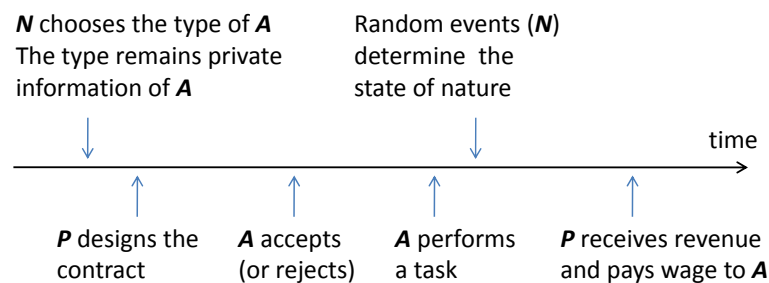 N chooses the type of A
The type remains private
information of A
Random events (N)
determine the
state of nature
time
P designs the
contract
A accepts
(or rejects)
A performs
a task
P receives revenue
and pays wage to A